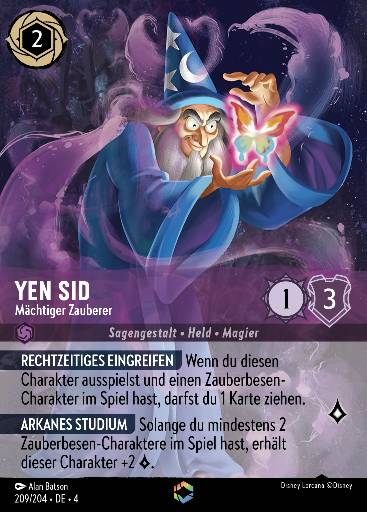 2
YEN SID
Mächtiger Zauberer
1
3
Sagengestalt • Held • Magier
RECHTZEITIGES EINGREIFEN Wenn du diesen
Charakter ausspielst und einen Zauberbesen-
Charakter im Spiel hast, darfst du 1 Karte ziehen.
ARKANES STUDIUM Solange du mindestens 2
Zauberbesen-Charaktere im Spiel hast, erhält
dieser Charakter +2 .
Alan Batson
Disney Lorcana ©Disney
209/204 • DE • 4